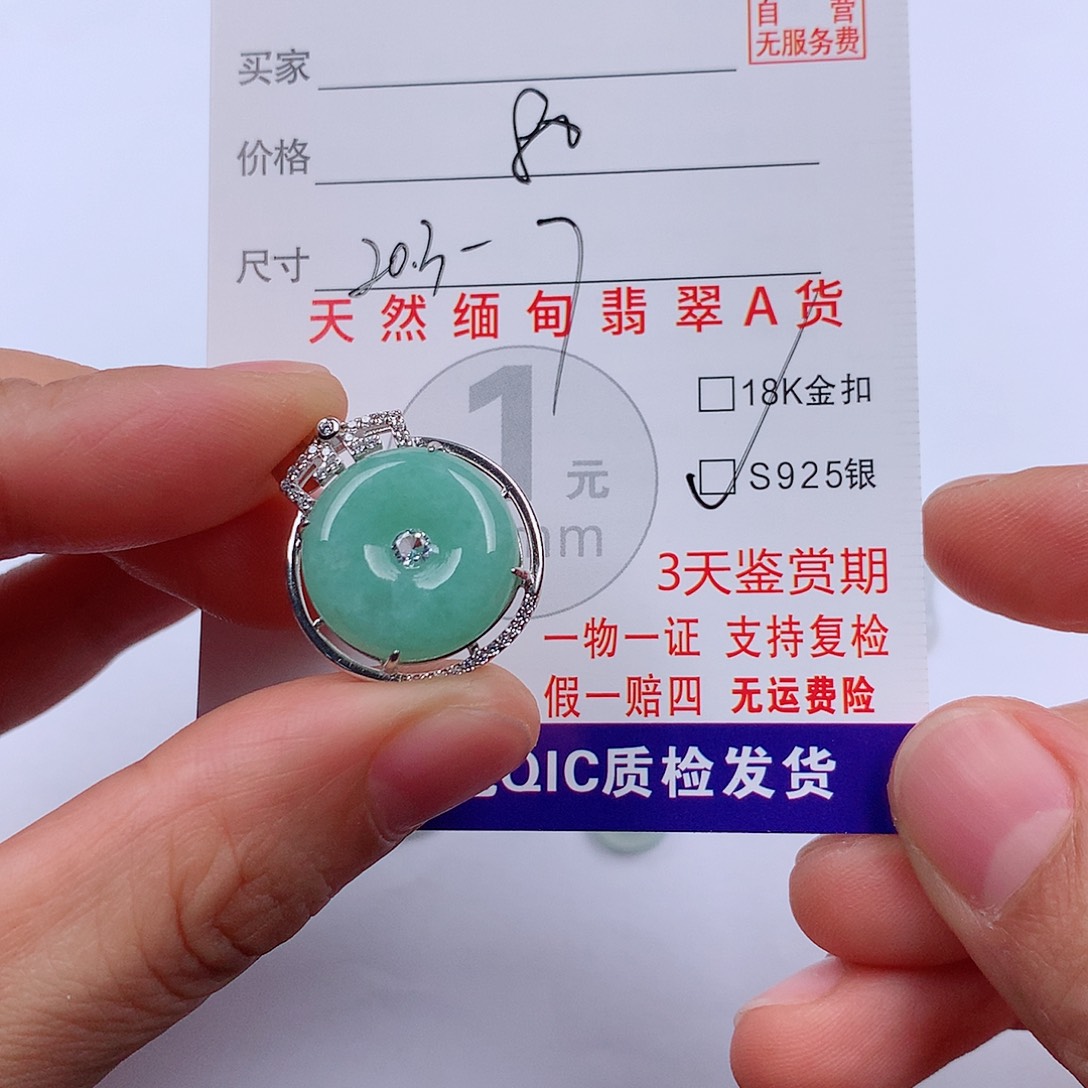 自 营
无服务费
买家
价格
尺寸 20.5-7
天然缅甸翡翠A货
1
元
mm
18K金扣
S925银
3天鉴赏期
一物一证 支持复检
假一赔四 无运费险
QIC质检发货